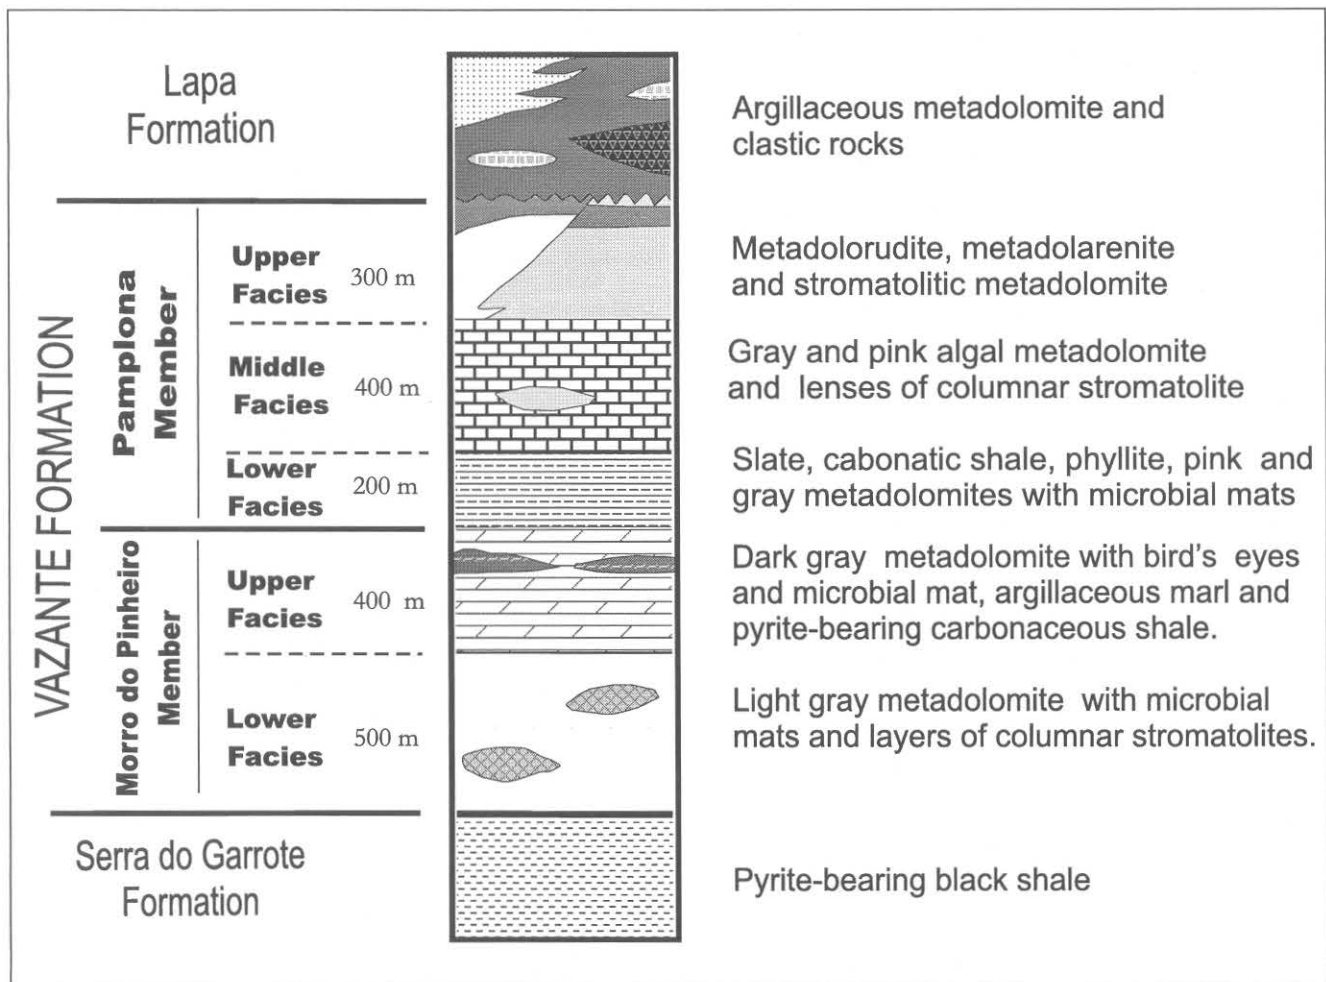 Lapa
Formation
Argillaceous metadolomite and
clastic rocks
VAZANTE FORMATION
Pamplona
Member
Upper
Facies
300 m
Metadolorudite, metadolarenite
and stromatolitic metadolomite
Middle
Facies
400 m
Gray and pink algal metadolomite
and lenses of columnar stromatolite
Lower
Facies
200 m
Slate, cabonatic shale, phyllite, pink and
gray metadolomites with microbial mats
Morro do Pinheiro
Member
Upper
Facies
400 m
Dark gray metadolomite with bird's eyes
and microbial mat, argillaceous marl and
pyrite-bearing carbonaceous shale.
Lower
Facies
500 m
Light gray metadolomite with microbial
mats and layers of columnar stromatolites.
Serra do Garrote
Formation
Pyrite-bearing black shale